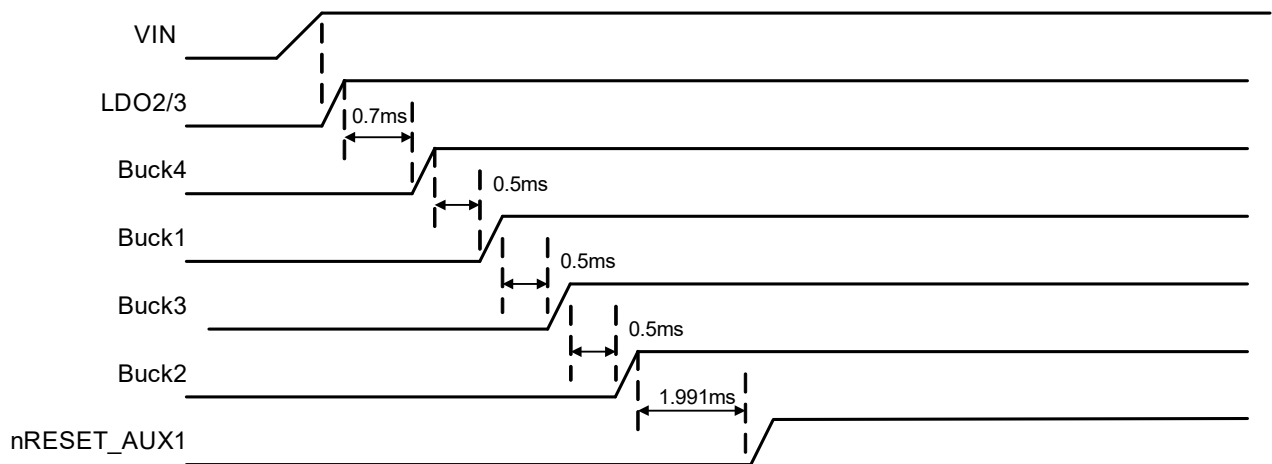 VIN
LDO2/3
0.7ms
Buck4
0.5ms
Buck1
0.5ms
Buck3
0.5ms
Buck2
1.991ms
nRESET_AUX1